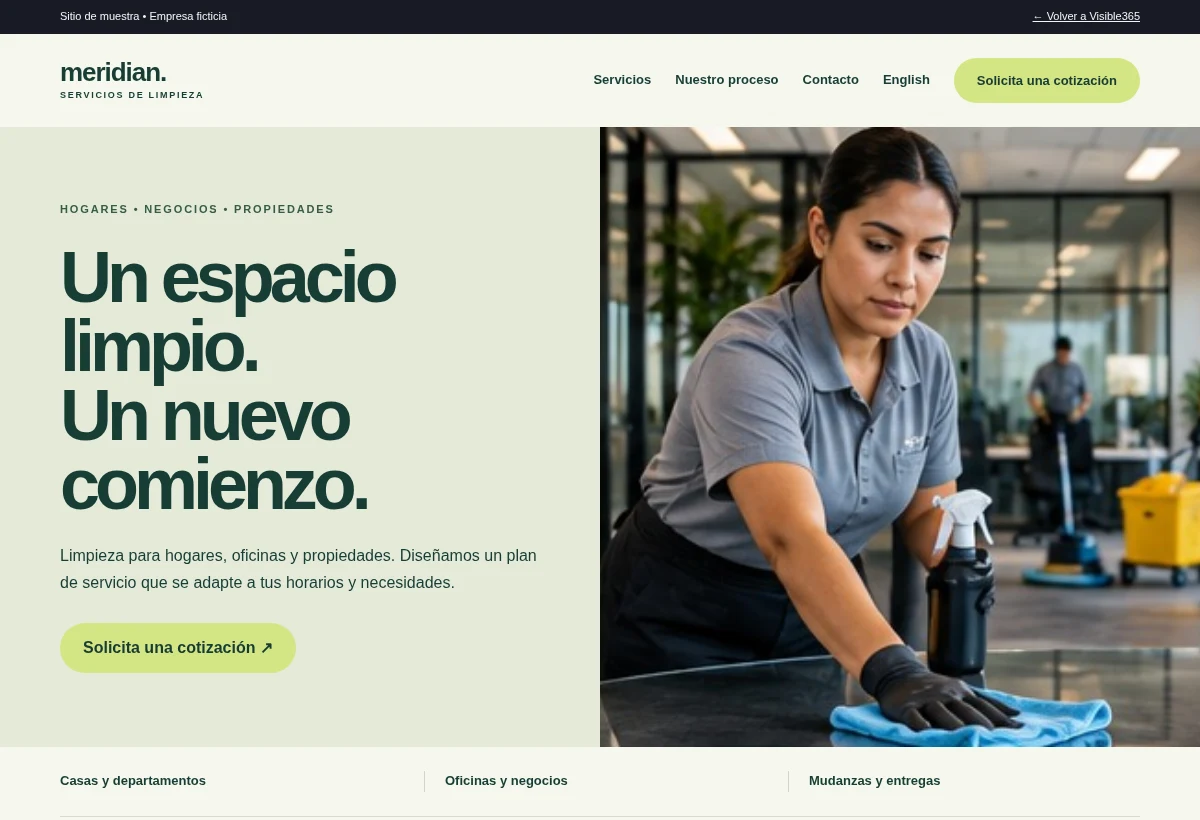 Sitio de muestra • Empresa ficticia
← Volver a Visible365
meridian.
SERVICIOS DE LIMPIEZA
Servicios
Nuestro proceso
Contacto
English
Solicita una cotización
HOGARES • NEGOCIOS • PROPIEDADES
Un espacio
limpio.
Un nuevo
comienzo.
Limpieza para hogares, oficinas y propiedades. Diseñamos un plan
de servicio que se adapte a tus horarios y necesidades.
Solicita una cotización ↗
Casas y departamentos
Oficinas y negocios
Mudanzas y entregas